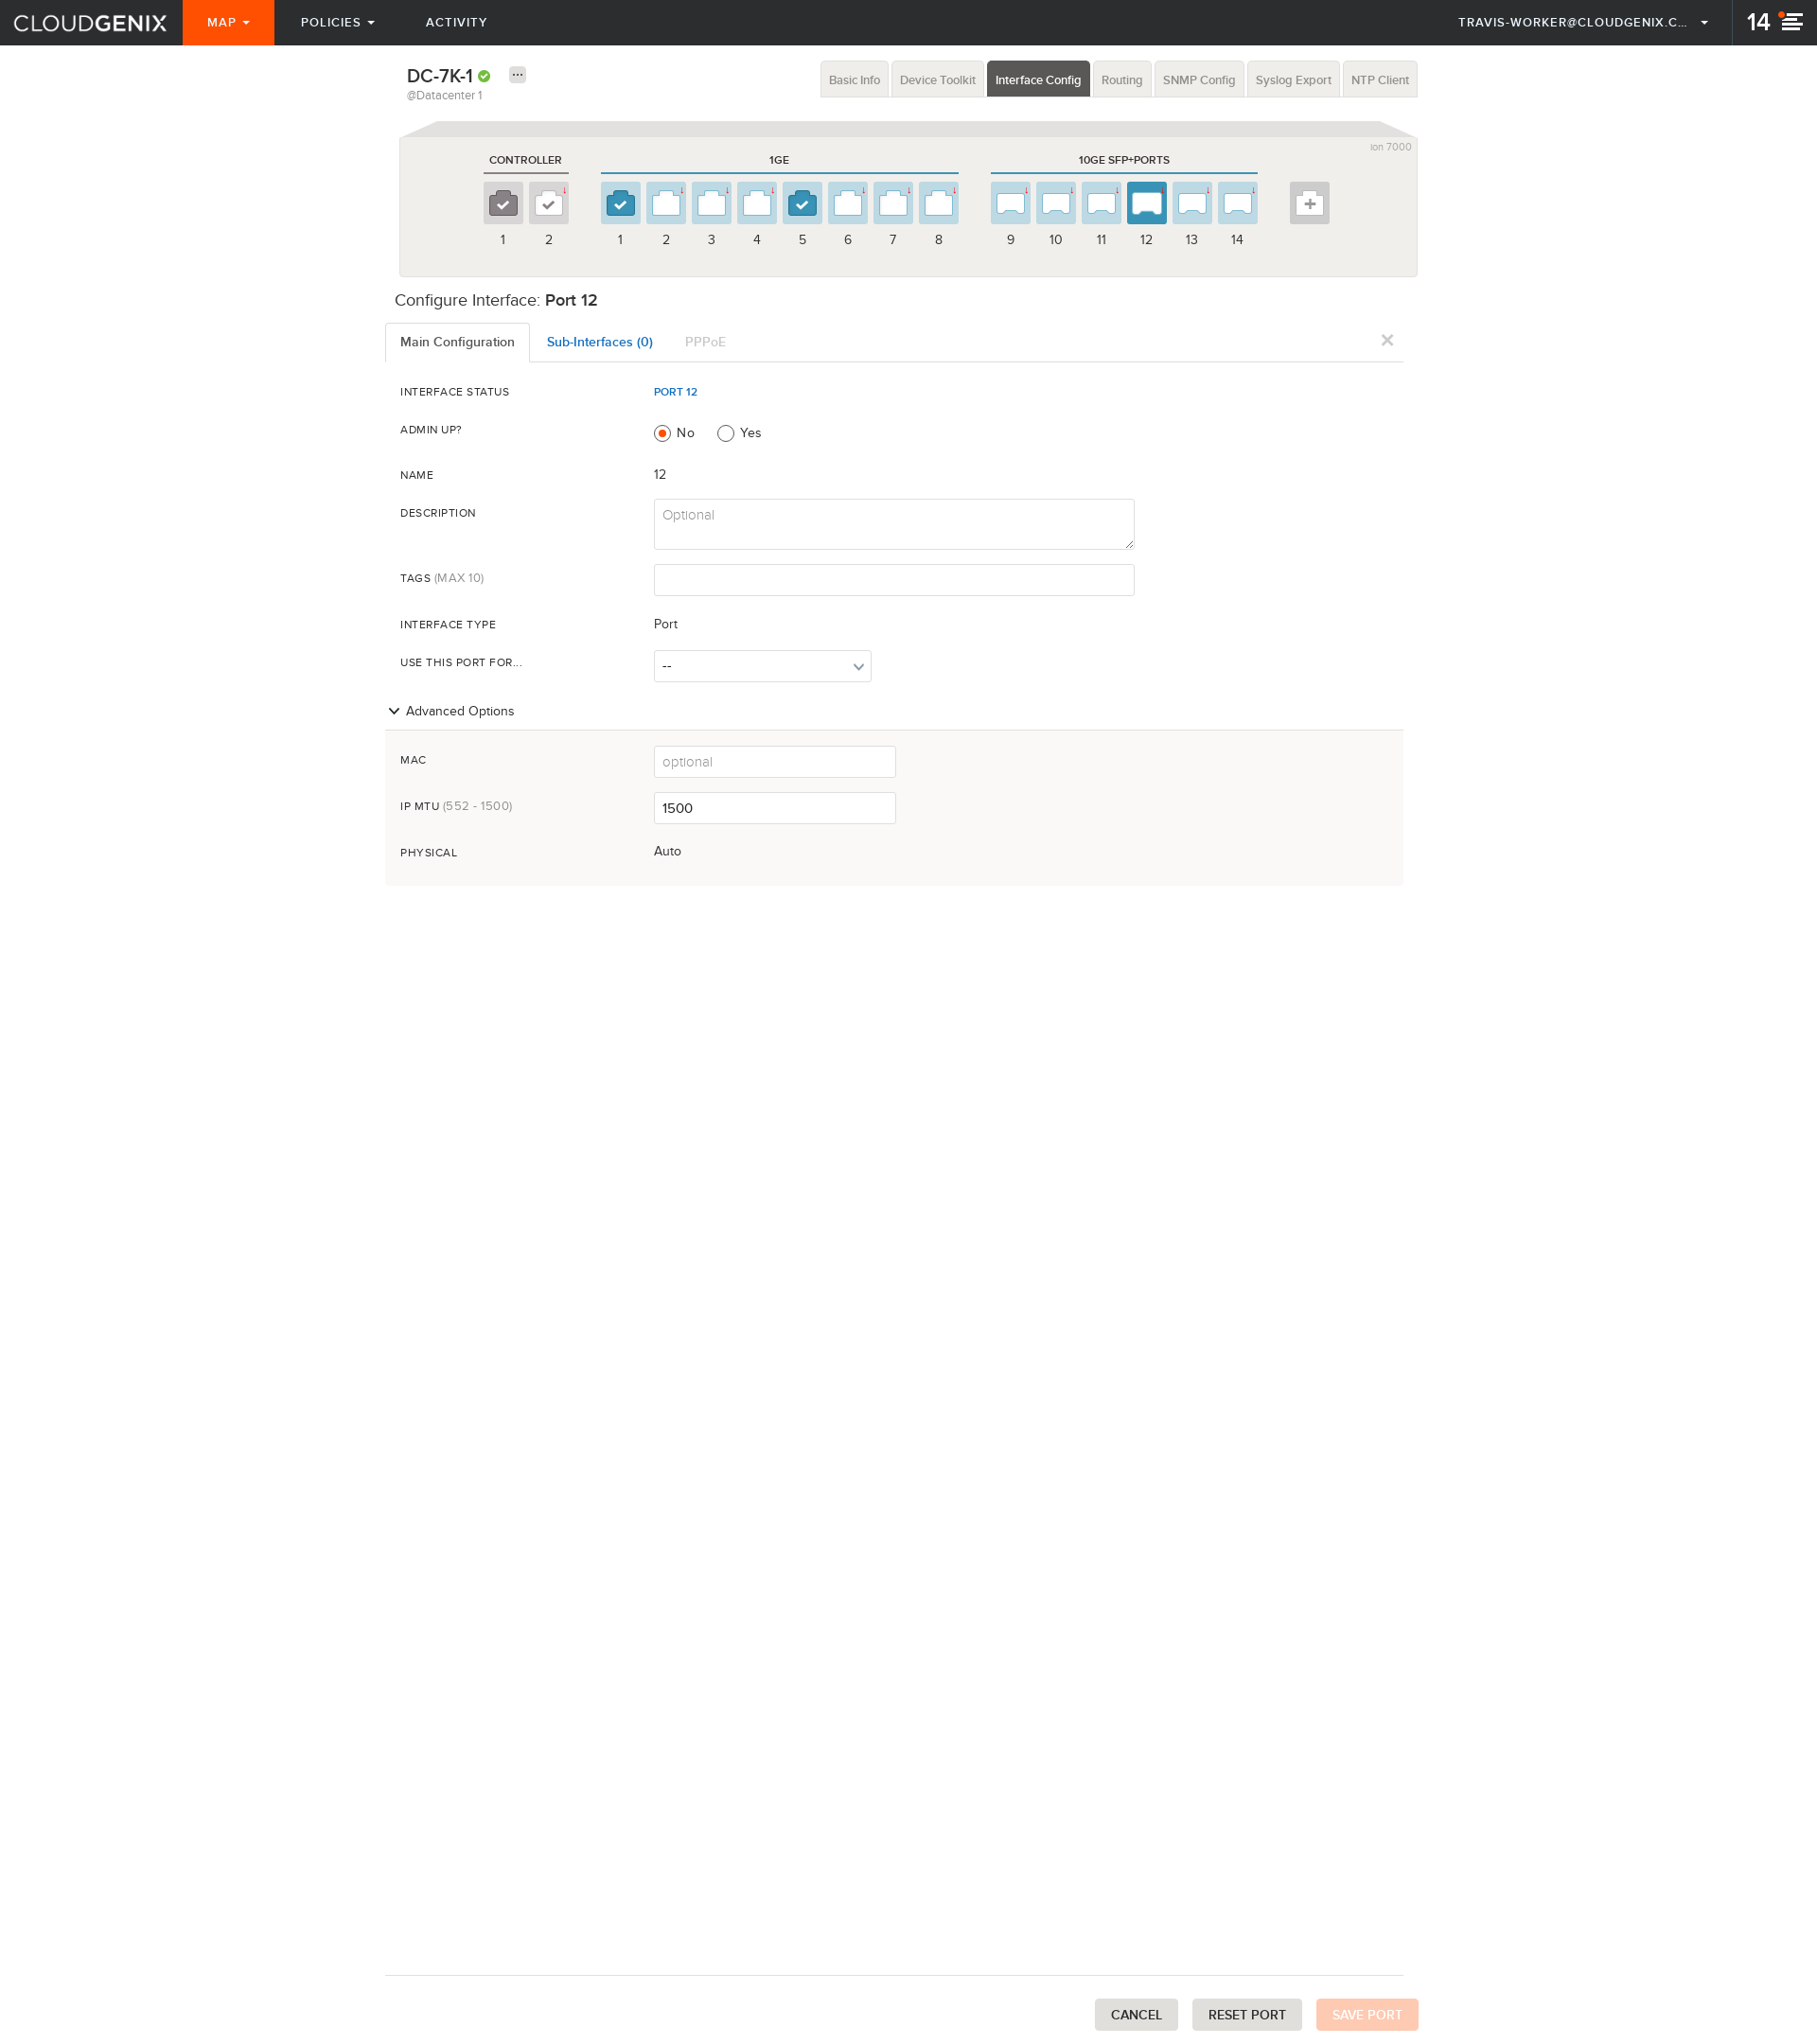 CLOUDGENIX MAP POLICIES ACTIVITY TRAVIS-WORKER@CLOUDGENIX.C... 14
DC-7K-1
@Datacenter 1
Basic Info Device Toolkit Interface Config Routing SNMP Config Syslog Export NTP Client
ion 7000
CONTROLLER 1GE 10GE SFP+PORTS
1 2 1 2 3 4 5 6 7 8 9 10 11 12 13 14
Configure Interface: Port 12
Main Configuration Sub-Interfaces (0) PPPoE
INTERFACE STATUS PORT 12
ADMIN UP? No Yes
NAME 12
DESCRIPTION Optional
TAGS (MAX 10)
INTERFACE TYPE Port
USE THIS PORT FOR... --
Advanced Options
MAC optional
IP MTU (552 - 1500) 1500
PHYSICAL Auto
CANCEL RESET PORT SAVE PORT